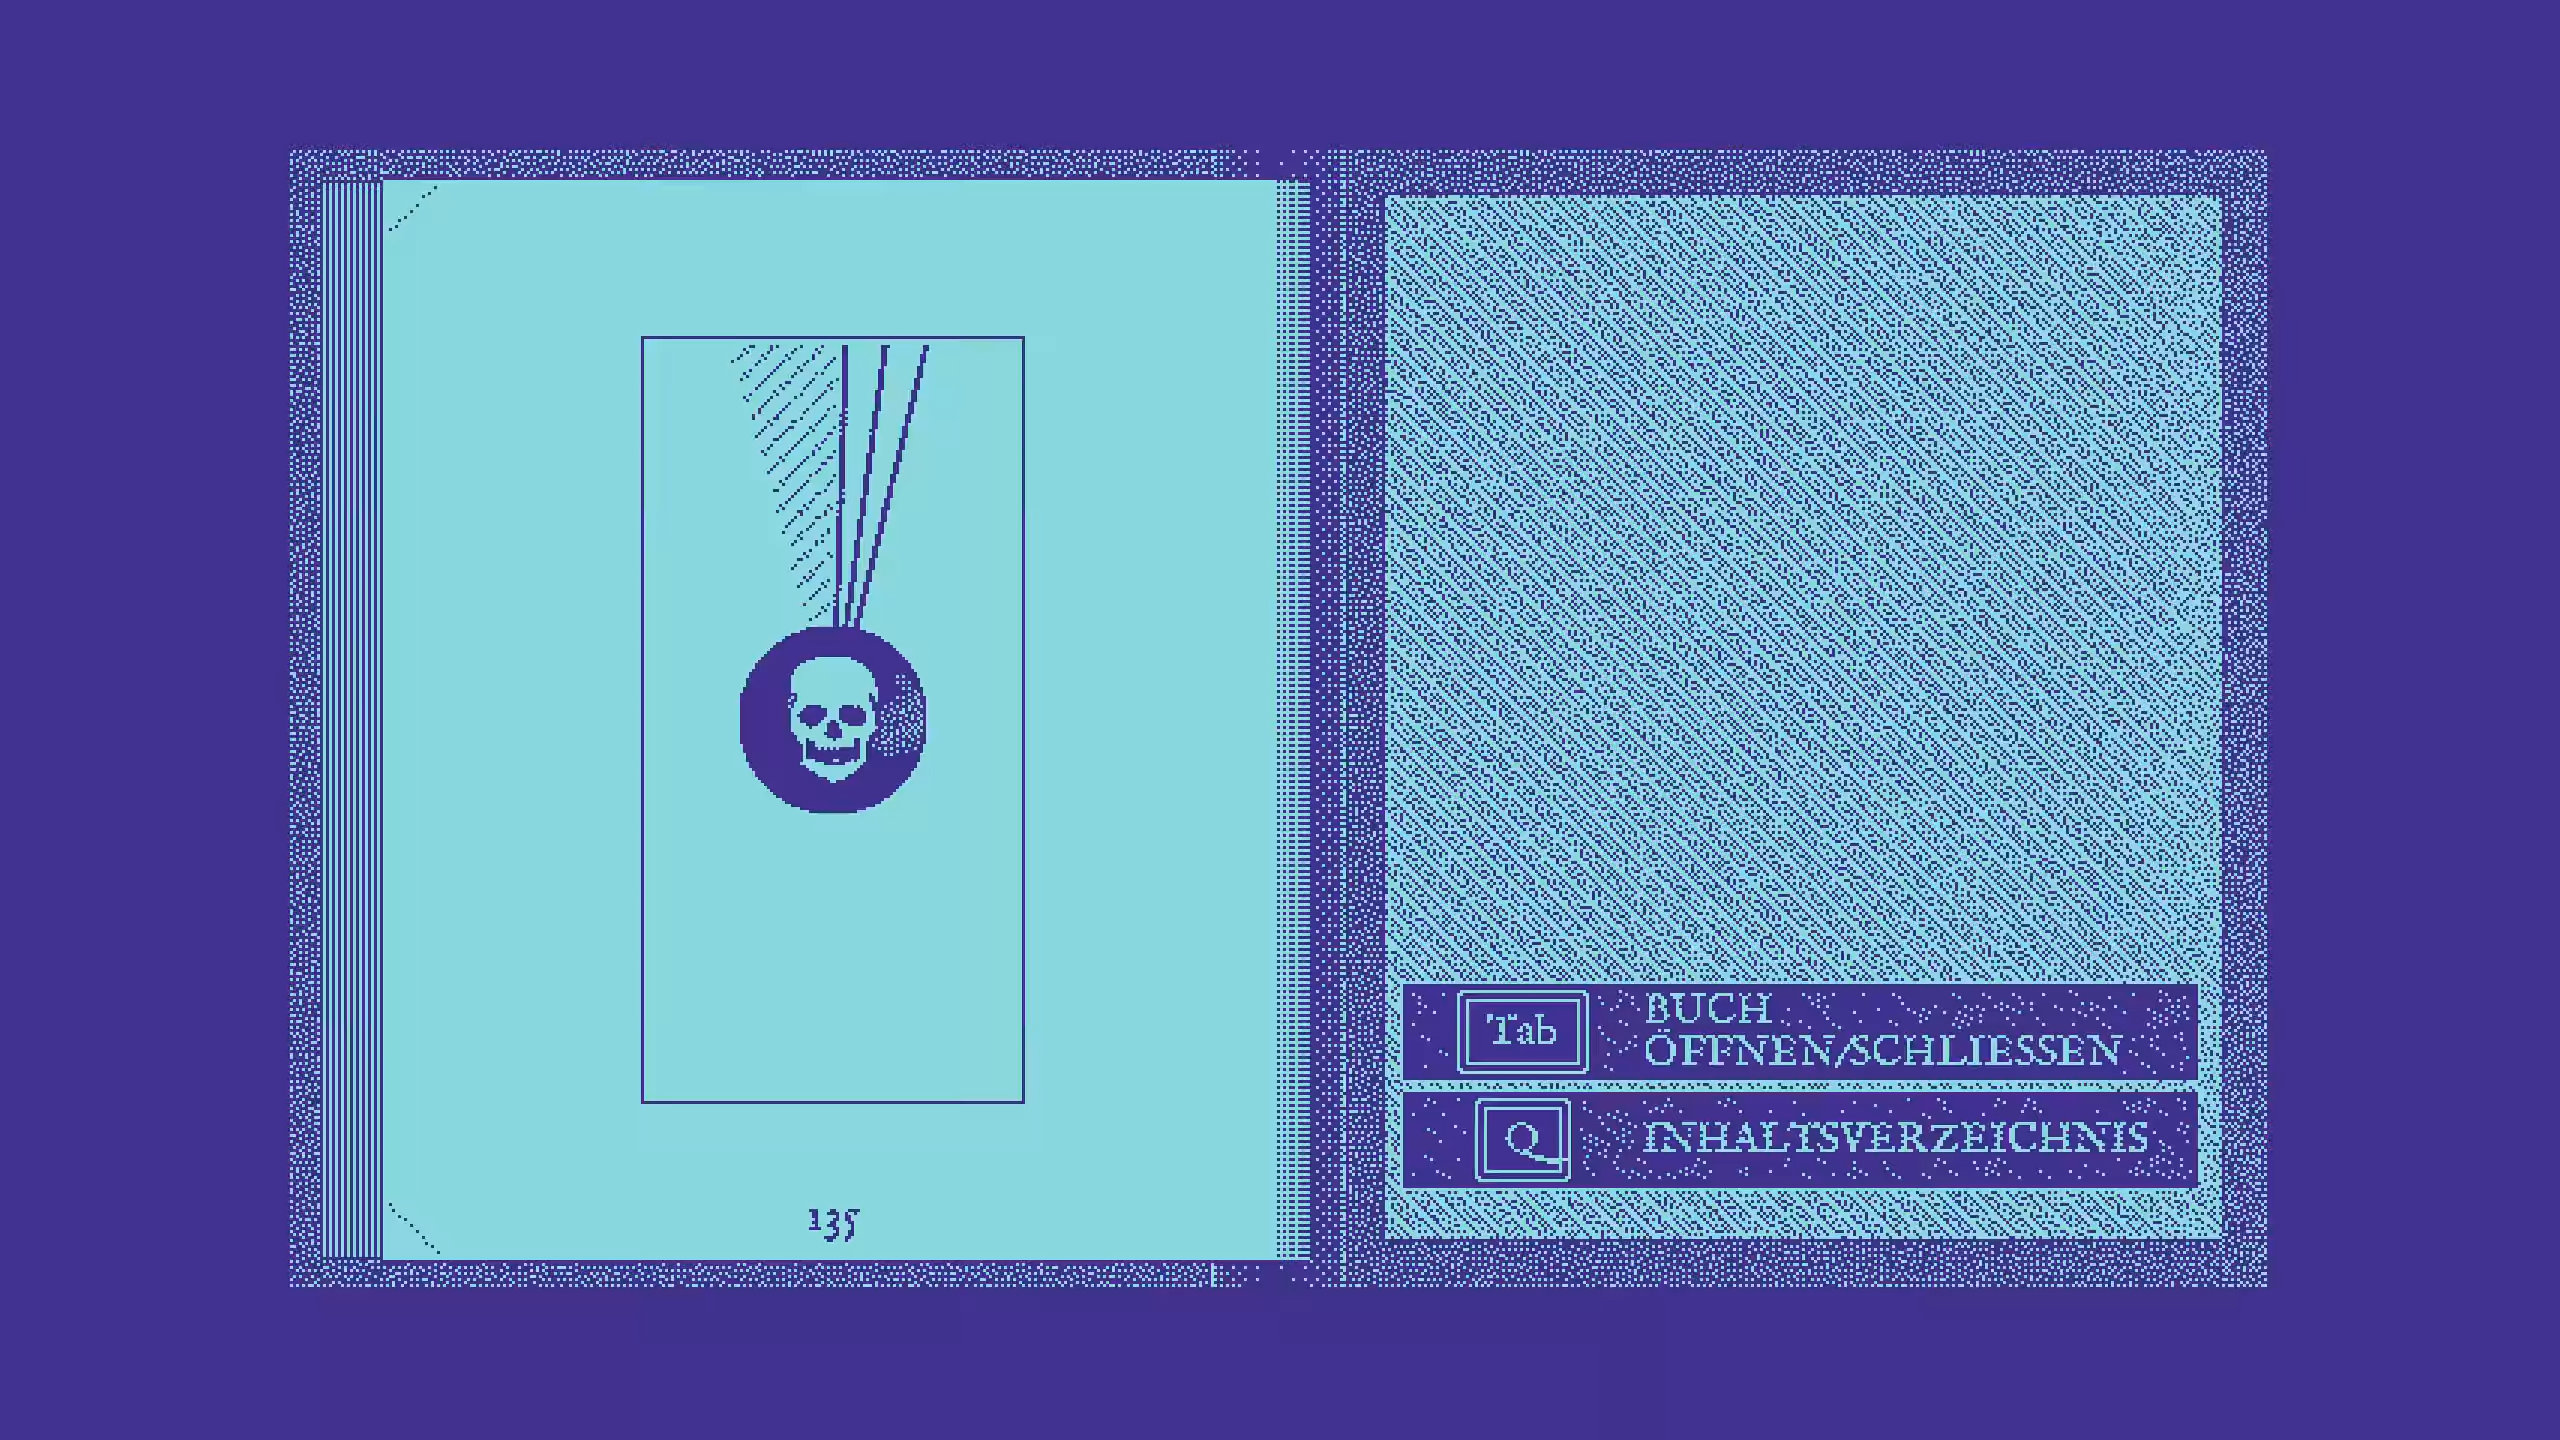 135
Tab
BUCH
ÖFFNEN/SCHLIESSEN
Q
INHALTSVERZEICHNIS